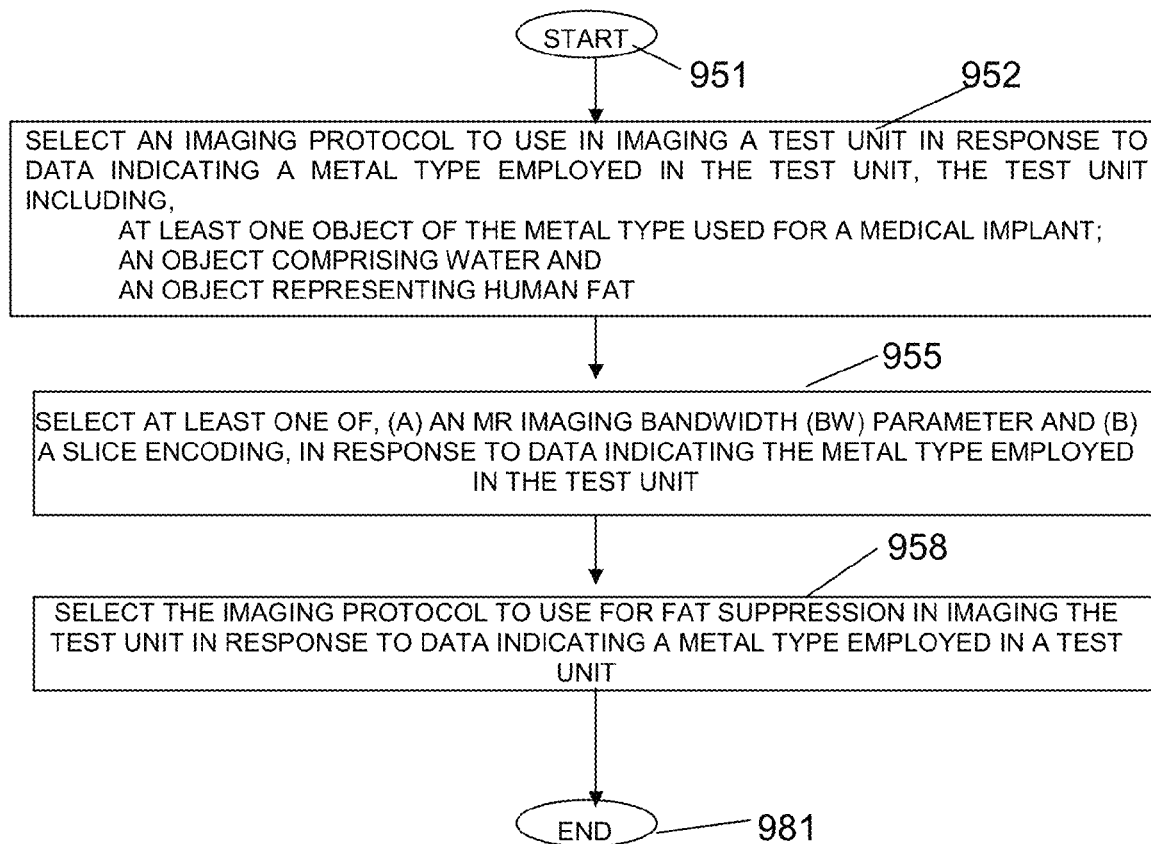 START
951
952
SELECT AN IMAGING PROTOCOL TO USE IN IMAGING A TEST UNIT IN RESPONSE TO
DATA INDICATING A METAL TYPE EMPLOYED IN THE TEST UNIT, THE TEST UNIT
INCLUDING,
AT LEAST ONE OBJECT OF THE METAL TYPE USED FOR A MEDICAL IMPLANT;
AN OBJECT COMPRISING WATER AND
AN OBJECT REPRESENTING HUMAN FAT
955
SELECT AT LEAST ONE OF, (A) AN MR IMAGING BANDWIDTH (BW) PARAMETER AND (B)
A SLICE ENCODING, IN RESPONSE TO DATA INDICATING THE METAL TYPE EMPLOYED
IN THE TEST UNIT
958
SELECT THE IMAGING PROTOCOL TO USE FOR FAT SUPPRESSION IN IMAGING THE
TEST UNIT IN RESPONSE TO DATA INDICATING A METAL TYPE EMPLOYED IN A TEST
UNIT
END
981